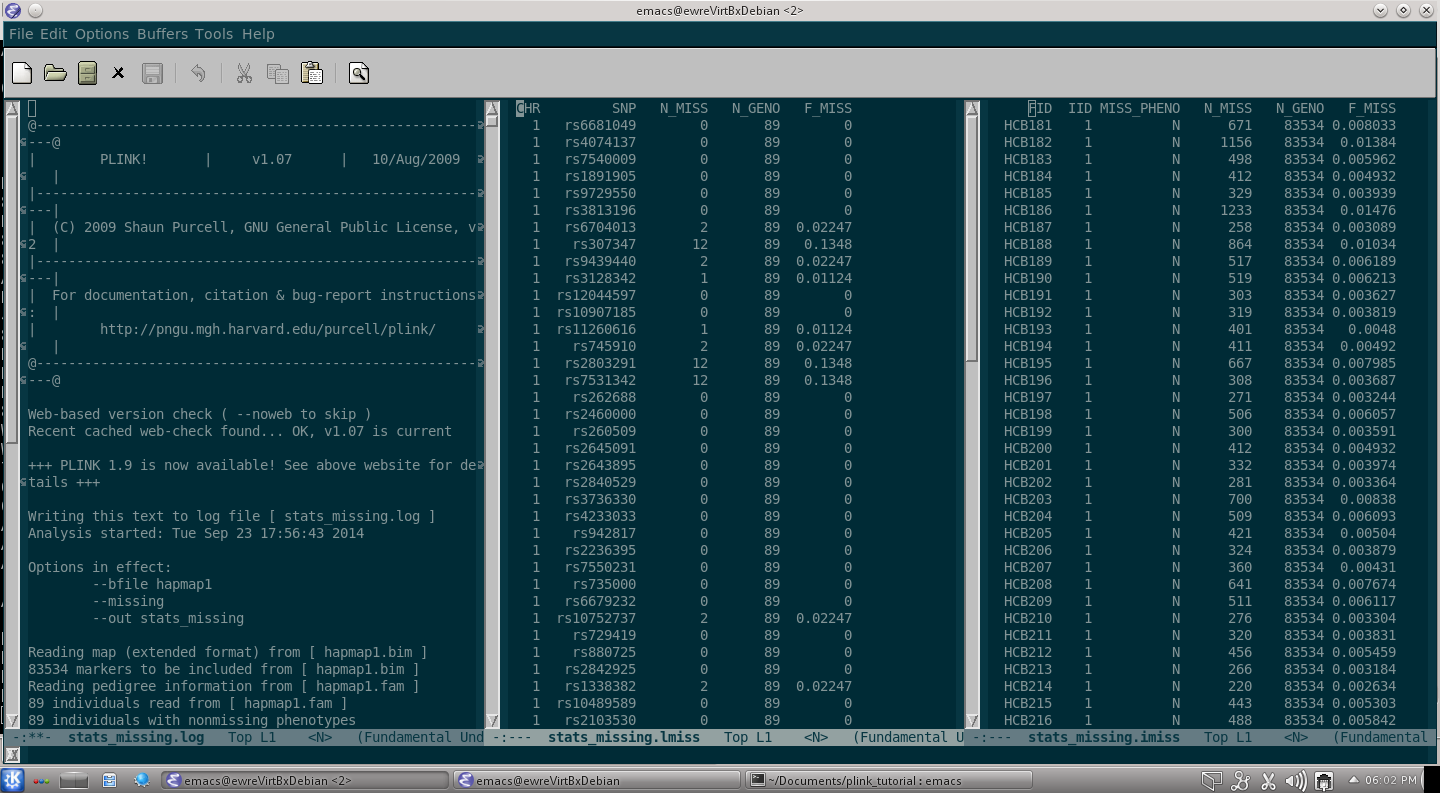 emacs@ewreVirtBxDebian <2>
File Edit Options Buffers Tools Help
@--------------------------------------------------------
---@
|        PLINK!       |     v1.07      |   10/Aug/2009
   |
|--------------------------------------------------------
---|
|  (C) 2009 Shaun Purcell, GNU General Public License, v
2  |
|--------------------------------------------------------
---|
|  For documentation, citation & bug-report instructions
:  |
|        http://pngu.mgh.harvard.edu/purcell/plink/
   |
@--------------------------------------------------------
---@
Web-based version check ( --noweb to skip )
Recent cached web-check found... OK, v1.07 is current
+++ PLINK 1.9 is now available! See above website for de
tails +++
Writing this text to log file [ stats_missing.log ]
Analysis started: Tue Sep 23 17:56:43 2014
Options in effect:
--bfile hapmap1
--missing
--out stats_missing
Reading map (extended format) from [ hapmap1.bim ]
83534 markers to be included from [ hapmap1.bim ]
Reading pedigree information from [ hapmap1.fam ]
89 individuals read from [ hapmap1.fam ]
89 individuals with nonmissing phenotypes
-:**-  stats_missing.log   Top L1    <N>   (Fundamental Und
CHR SNP N_MISS N_GENO F_MISS
1 rs6681049 0 89 0
1 rs4074137 0 89 0
1 rs7540009 0 89 0
1 rs1891905 0 89 0
1 rs9729550 0 89 0
1 rs3813196 0 89 0
1 rs6704013 2 89 0.02247
1 rs307347 12 89 0.1348
1 rs9439440 2 89 0.02247
1 rs3128342 1 89 0.01124
1 rs12044597 0 89 0
1 rs10907185 0 89 0
1 rs11260616 1 89 0.01124
1 rs745910 2 89 0.02247
1 rs2803291 12 89 0.1348
1 rs7531342 12 89 0.1348
1 rs262688 0 89 0
1 rs2460000 0 89 0
1 rs260509 0 89 0
1 rs2645091 0 89 0
1 rs2643895 0 89 0
1 rs2840529 0 89 0
1 rs3736330 0 89 0
1 rs4233033 0 89 0
1 rs942817 0 89 0
1 rs2236395 0 89 0
1 rs7550231 0 89 0
1 rs735000 0 89 0
1 rs6679232 0 89 0
1 rs10752737 2 89 0.02247
1 rs729419 0 89 0
1 rs880725 0 89 0
1 rs2842925 0 89 0
1 rs1338382 2 89 0.02247
1 rs10489589 0 89 0
1 rs2103530 0 89 0
-:---  stats_missing.lmiss   Top L1    <N>   (Fundamental U
FID IID MISS_PHENO N_MISS N_GENO F_MISS
HCB181 1 N 671 83534 0.008033
HCB182 1 N 1156 83534 0.01384
HCB183 1 N 498 83534 0.005962
HCB184 1 N 412 83534 0.004932
HCB185 1 N 329 83534 0.003939
HCB186 1 N 1233 83534 0.01476
HCB187 1 N 258 83534 0.003089
HCB188 1 N 864 83534 0.01034
HCB189 1 N 517 83534 0.006189
HCB190 1 N 519 83534 0.006213
HCB191 1 N 303 83534 0.003627
HCB192 1 N 319 83534 0.003819
HCB193 1 N 401 83534 0.0048
HCB194 1 N 411 83534 0.00492
HCB195 1 N 667 83534 0.007985
HCB196 1 N 308 83534 0.003687
HCB197 1 N 271 83534 0.003244
HCB198 1 N 506 83534 0.006057
HCB199 1 N 300 83534 0.003591
HCB200 1 N 412 83534 0.004932
HCB201 1 N 332 83534 0.003974
HCB202 1 N 281 83534 0.003364
HCB203 1 N 700 83534 0.00838
HCB204 1 N 509 83534 0.006093
HCB205 1 N 421 83534 0.00504
HCB206 1 N 324 83534 0.003879
HCB207 1 N 360 83534 0.00431
HCB208 1 N 641 83534 0.007674
HCB209 1 N 511 83534 0.006117
HCB210 1 N 276 83534 0.003304
HCB211 1 N 320 83534 0.003831
HCB212 1 N 456 83534 0.005459
HCB213 1 N 266 83534 0.003184
HCB214 1 N 220 83534 0.002634
HCB215 1 N 443 83534 0.005303
HCB216 1 N 488 83534 0.005842
-:---  stats_missing.imiss   Top L1    <N>   (Fundamental
emacs@ewreVirtBxDebian <2>
emacs@ewreVirtBxDebian
~/Documents/plink_tutorial : emacs
06:02 PM